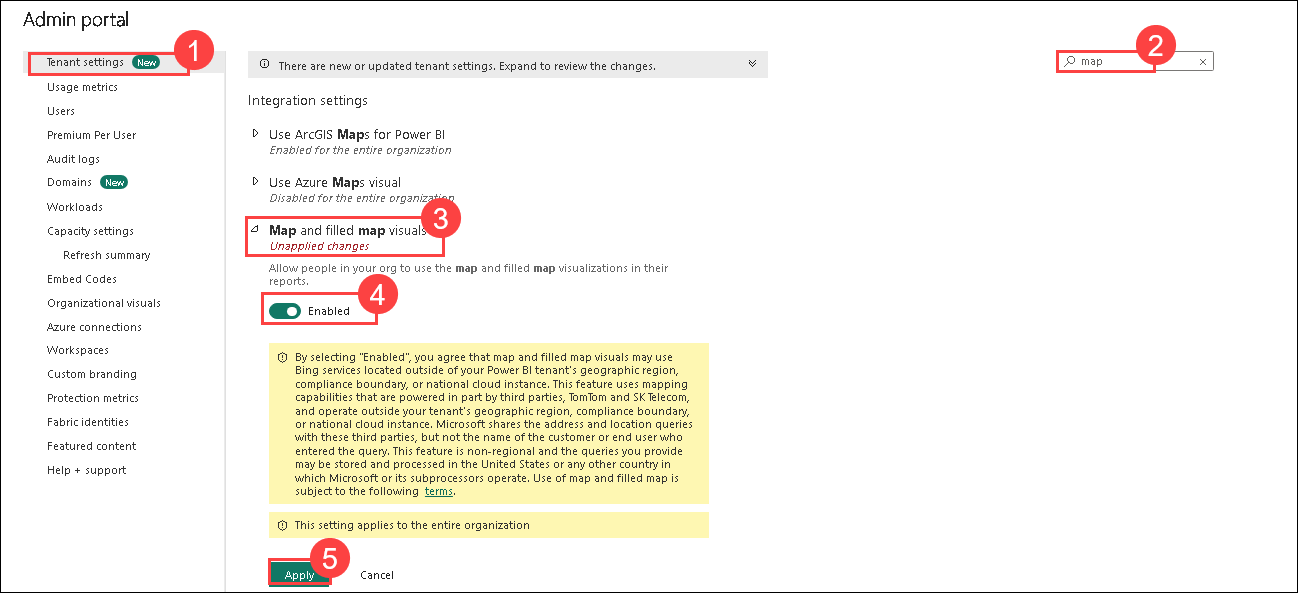 Admin portal
1
Tenant settings New
Usage metrics
Users
Premium Per User
Audit logs
Domains New
Workloads
Capacity settings
Refresh summary
Embed Codes
Organizational visuals
Azure connections
Workspaces
Custom branding
Protection metrics
Fabric identities
Featured content
Help + support
There are new or updated tenant settings. Expand to review the changes.
2
map
Integration settings
Use ArcGIS Maps for Power BI
Enabled for the entire organization
Use Azure Maps visual
Disabled for the entire organization
3
Map and filled map visuals
Unapplied changes
Allow people in your org to use the map and filled map visualizations in their
reports.
4
Enabled
By selecting "Enabled", you agree that map and filled map visuals may use
Bing services located outside of your Power BI tenant's geographic region,
compliance boundary, or national cloud instance. This feature uses mapping
capabilities that are powered in part by third parties, TomTom and SK Telecom,
and operate outside your tenant's geographic region, compliance boundary,
or national cloud instance. Microsoft shares the address and location queries
with these third parties, but not the name of the customer or end user who
entered the query. This feature is non-regional and the queries you provide
may be stored and processed in the United States or any other country in
which Microsoft or its subprocessors operate. Use of map and filled map is
subject to the following terms.
This setting applies to the entire organization
5
Apply Cancel